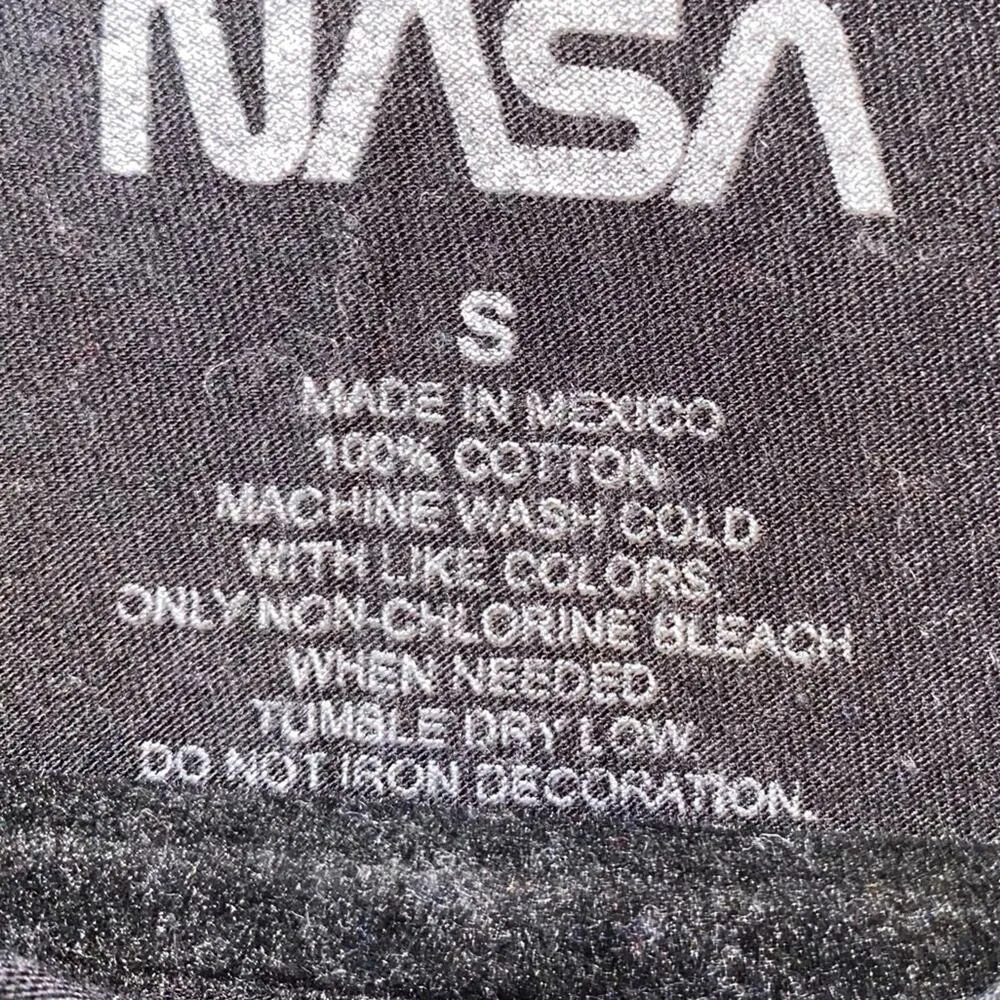 NASA
S
MADE IN MEXICO
100% COTTON
MACHINE WASH COLD
WITH LIKE COLORS.
ONLY NON-CHLORINE BLEACH
WHEN NEEDED.
TUMBLE DRY LOW.
DO NOT IRON DECORATION.